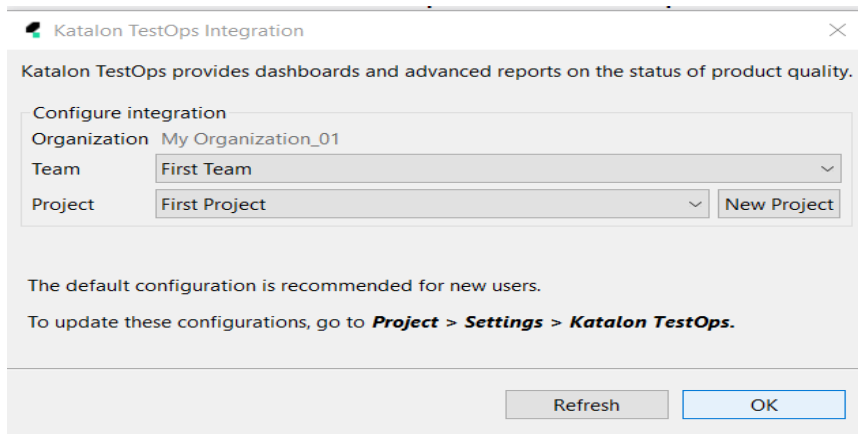 Katalon TestOps Integration
Katalon TestOps provides dashboards and advanced reports on the status of product quality.
Configure integration
Organization My Organization_01
Team First Team
Project First Project New Project
The default configuration is recommended for new users.
To update these configurations, go to Project > Settings > Katalon TestOps.
Refresh OK